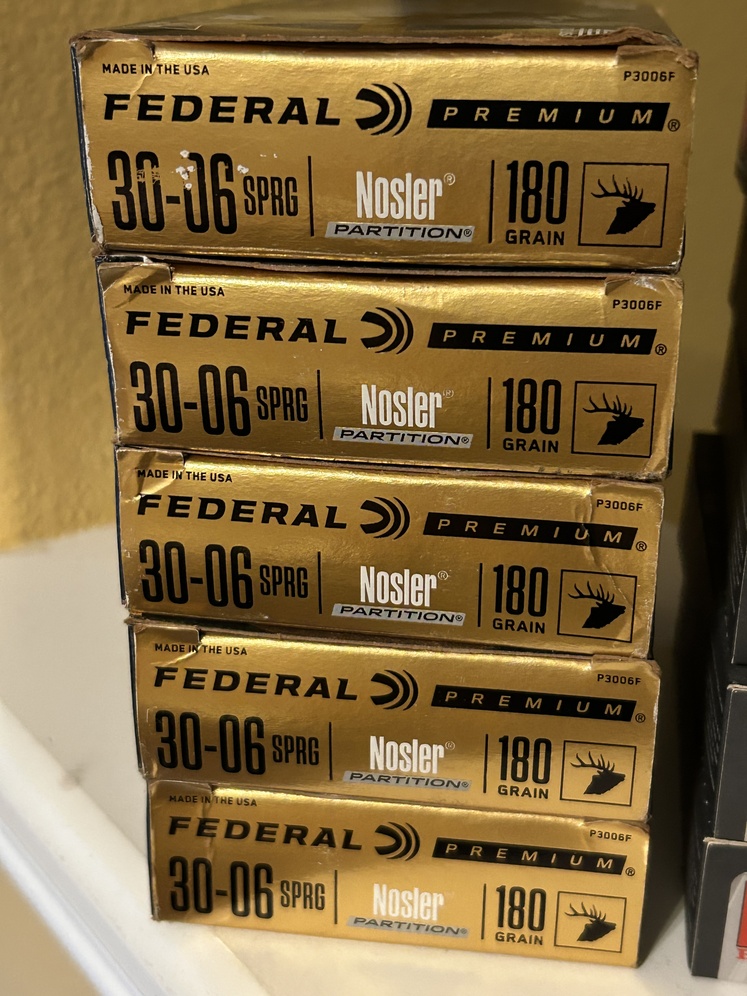 MADE IN THE USA P3006F
FEDERAL PREMIUM®
30-06 SPRG Nosler® 180
PARTITION® GRAIN
MADE IN THE USA P3006F
FEDERAL PREMIUM®
30-06 SPRG Nosler® 180
PARTITION® GRAIN
MADE IN THE USA P3006F
FEDERAL PREMIUM®
30-06 SPRG Nosler® 180
PARTITION® GRAIN
MADE IN THE USA P3006F
FEDERAL PREMIUM®
30-06 SPRG Nosler® 180
PARTITION® GRAIN
MADE IN THE USA P3006F
FEDERAL PREMIUM®
30-06 SPRG Nosler® 180
PARTITION® GRAIN